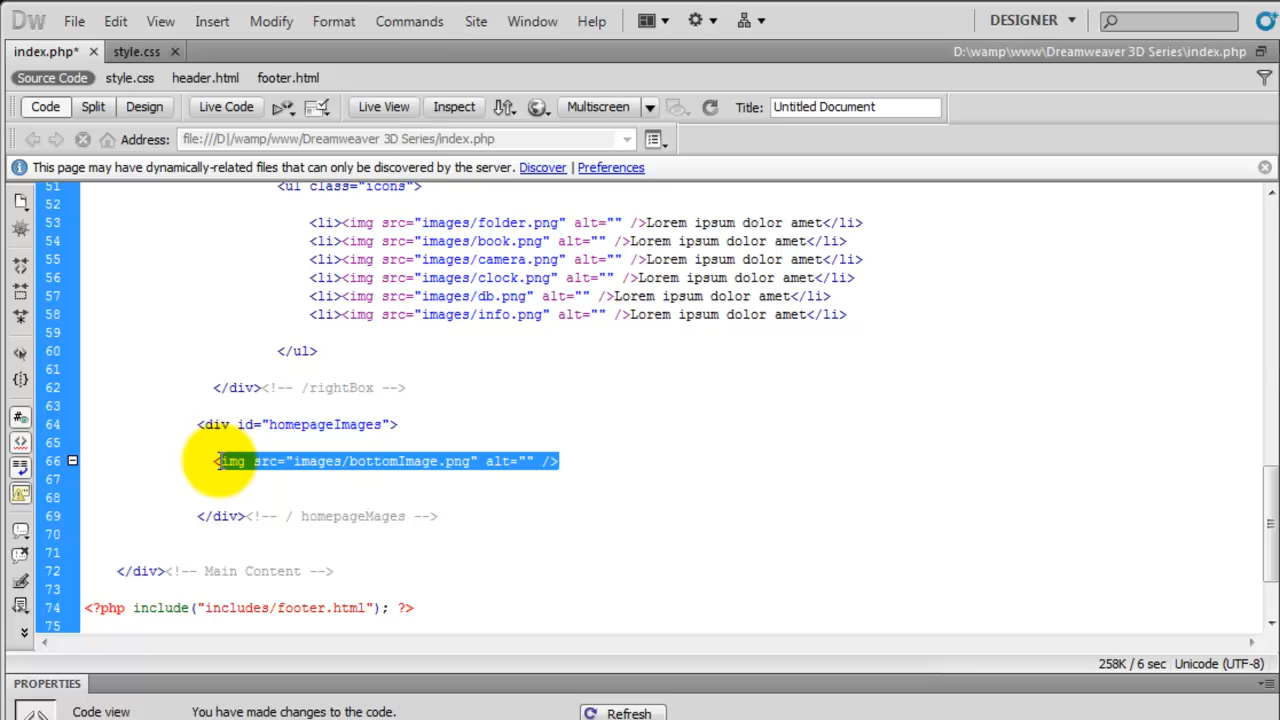 Dw File Edit View Insert Modify Format Commands Site Window Help DESIGNER
index.php* style.css D:\wamp\www\Dreamweaver 3D Series\index.php
Source Code style.css header.html footer.html
Code Split Design Live Code Live View Inspect Multiscreen Title: Untitled Document
Address: file:///D|/wamp/www/Dreamweaver 3D Series/index.php
This page may have dynamically-related files that can only be discovered by the server. Discover | Preferences
51 <ul class="icons">
52
53 <li><img src="images/folder.png" alt="" />Lorem ipsum dolor amet</li>
54 <li><img src="images/book.png" alt="" />Lorem ipsum dolor amet</li>
55 <li><img src="images/camera.png" alt="" />Lorem ipsum dolor amet</li>
56 <li><img src="images/clock.png" alt="" />Lorem ipsum dolor amet</li>
57 <li><img src="images/db.png" alt="" />Lorem ipsum dolor amet</li>
58 <li><img src="images/info.png" alt="" />Lorem ipsum dolor amet</li>
59
60 </ul>
61
62 </div><!-- /rightBox -->
63
64 <div id="homepageImages">
65
66 <img src="images/bottomImage.png" alt="" />
67
68
69 </div><!-- / homepageMages -->
70
71
72 </div><!-- Main Content -->
73
74 <?php include("includes/footer.html"); ?>
75
258K / 6 sec Unicode (UTF-8)
PROPERTIES
Code view You have made changes to the code. Refresh